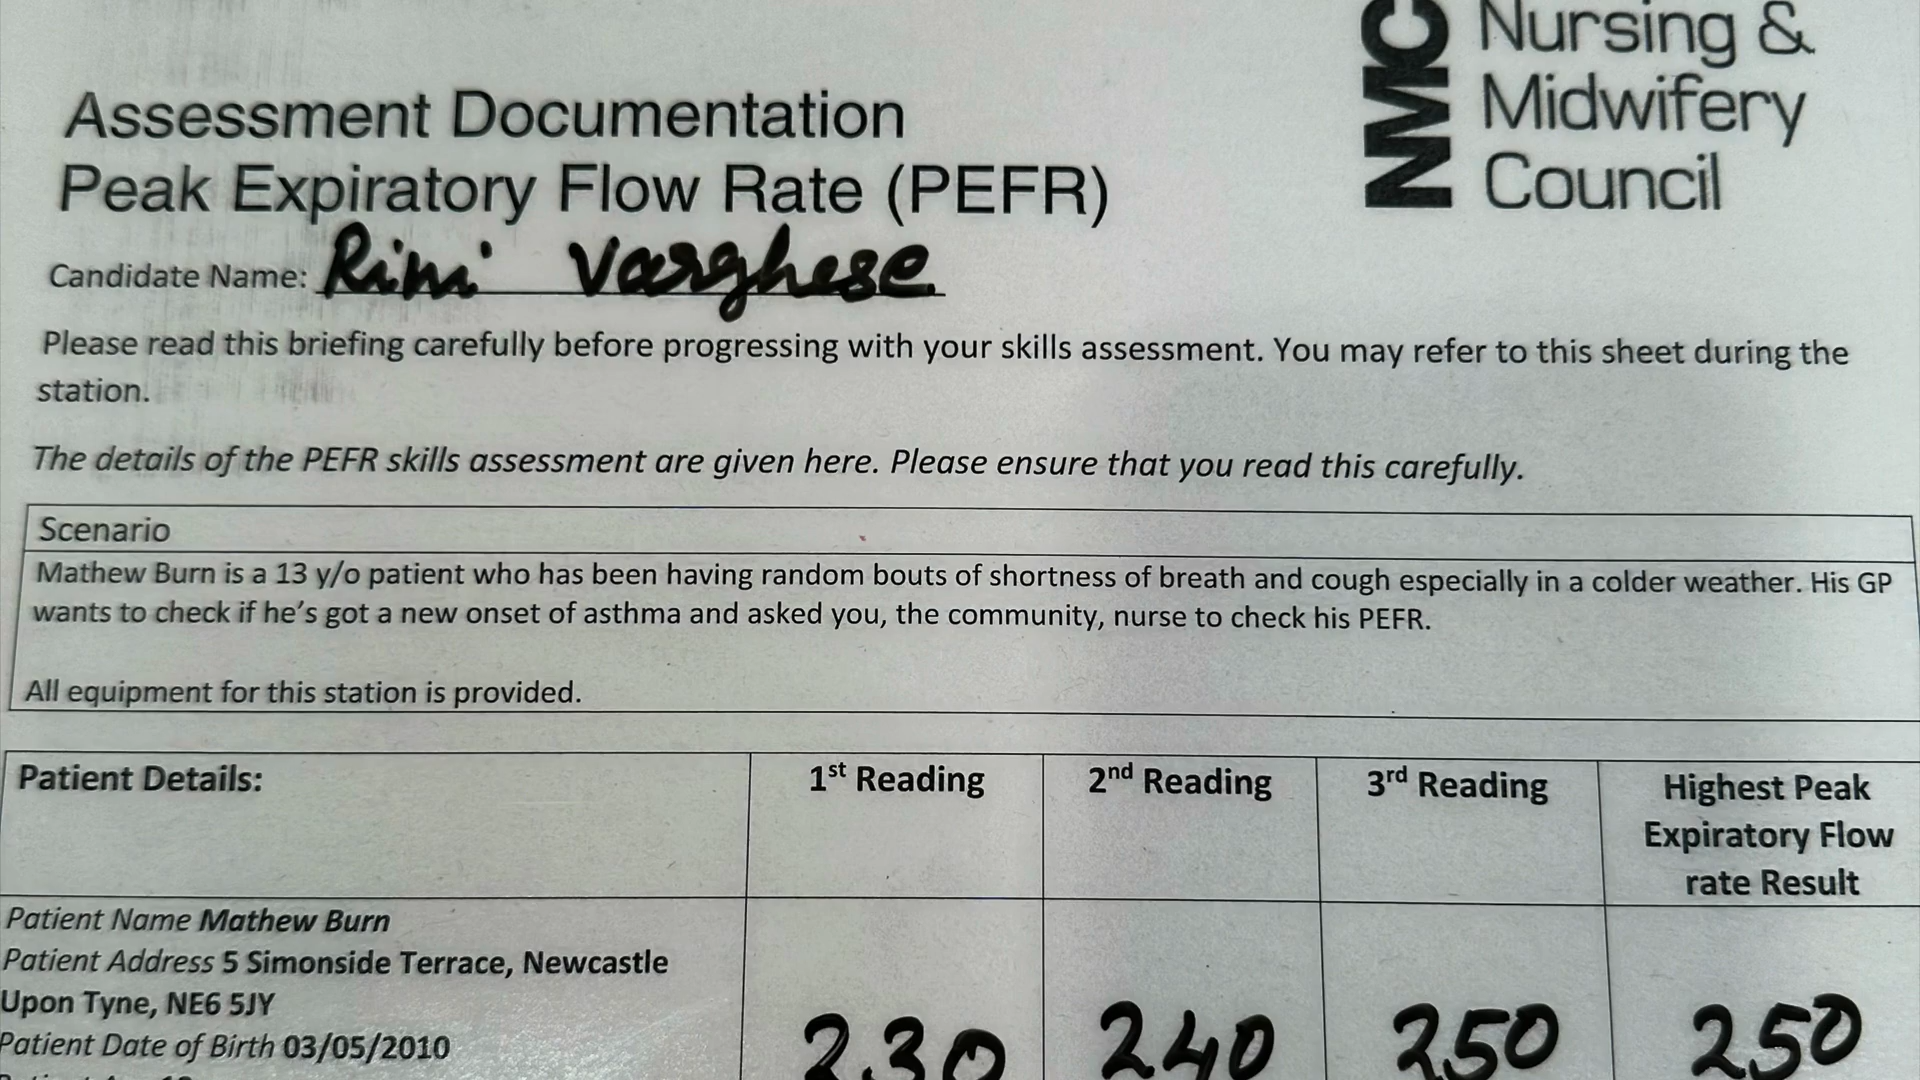 NMC Nursing &
Midwifery
Council
Assessment Documentation
Peak Expiratory Flow Rate (PEFR)
Candidate Name: Rini Varghese
Please read this briefing carefully before progressing with your skills assessment. You may refer to this sheet during the
station.
The details of the PEFR skills assessment are given here. Please ensure that you read this carefully.
Scenario
Mathew Burn is a 13 y/o patient who has been having random bouts of shortness of breath and cough especially in a colder weather. His GP
wants to check if he's got a new onset of asthma and asked you, the community, nurse to check his PEFR.
All equipment for this station is provided.
Patient Details: 1st Reading 2nd Reading 3rd Reading Highest Peak
Expiratory Flow
rate Result
Patient Name Mathew Burn
Patient Address 5 Simonside Terrace, Newcastle
Upon Tyne, NE6 5JY
Patient Date of Birth 03/05/2010
230 240 250 250